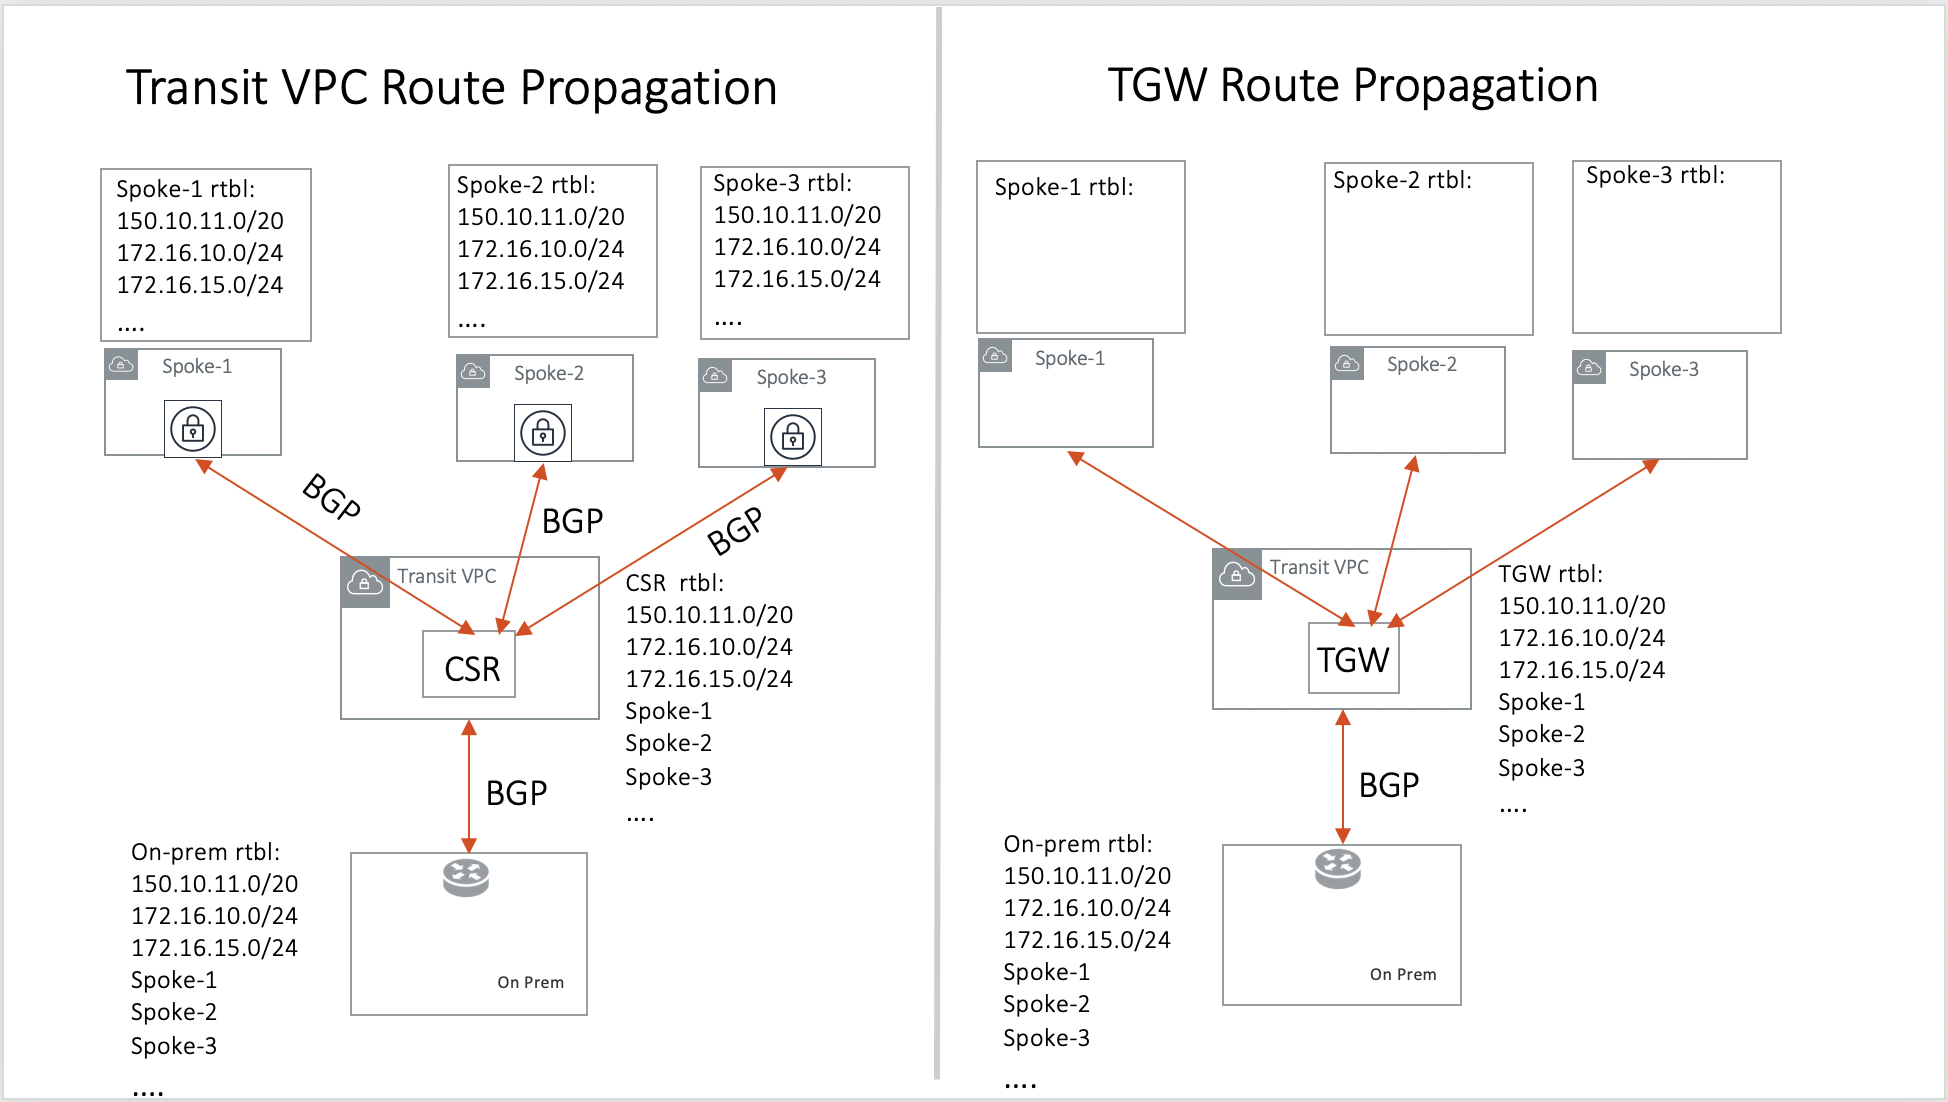 Transit VPC Route Propagation
Spoke-1 rtbl:
150.10.11.0/20
172.16.10.0/24
172.16.15.0/24
....
Spoke-2 rtbl:
150.10.11.0/20
172.16.10.0/24
172.16.15.0/24
....
Spoke-3 rtbl:
150.10.11.0/20
172.16.10.0/24
172.16.15.0/24
....
Spoke-1
Spoke-2
Spoke-3
BGP
BGP
BGP
Transit VPC
CSR
CSR rtbl:
150.10.11.0/20
172.16.10.0/24
172.16.15.0/24
Spoke-1
Spoke-2
Spoke-3
....
BGP
On-prem rtbl:
150.10.11.0/20
172.16.10.0/24
172.16.15.0/24
Spoke-1
Spoke-2
Spoke-3
....
On Prem
TGW Route Propagation
Spoke-1 rtbl:
Spoke-2 rtbl:
Spoke-3 rtbl:
Spoke-1
Spoke-2
Spoke-3
Transit VPC
TGW
TGW rtbl:
150.10.11.0/20
172.16.10.0/24
172.16.15.0/24
Spoke-1
Spoke-2
Spoke-3
....
BGP
On-prem rtbl:
150.10.11.0/20
172.16.10.0/24
172.16.15.0/24
Spoke-1
Spoke-2
Spoke-3
....
On Prem